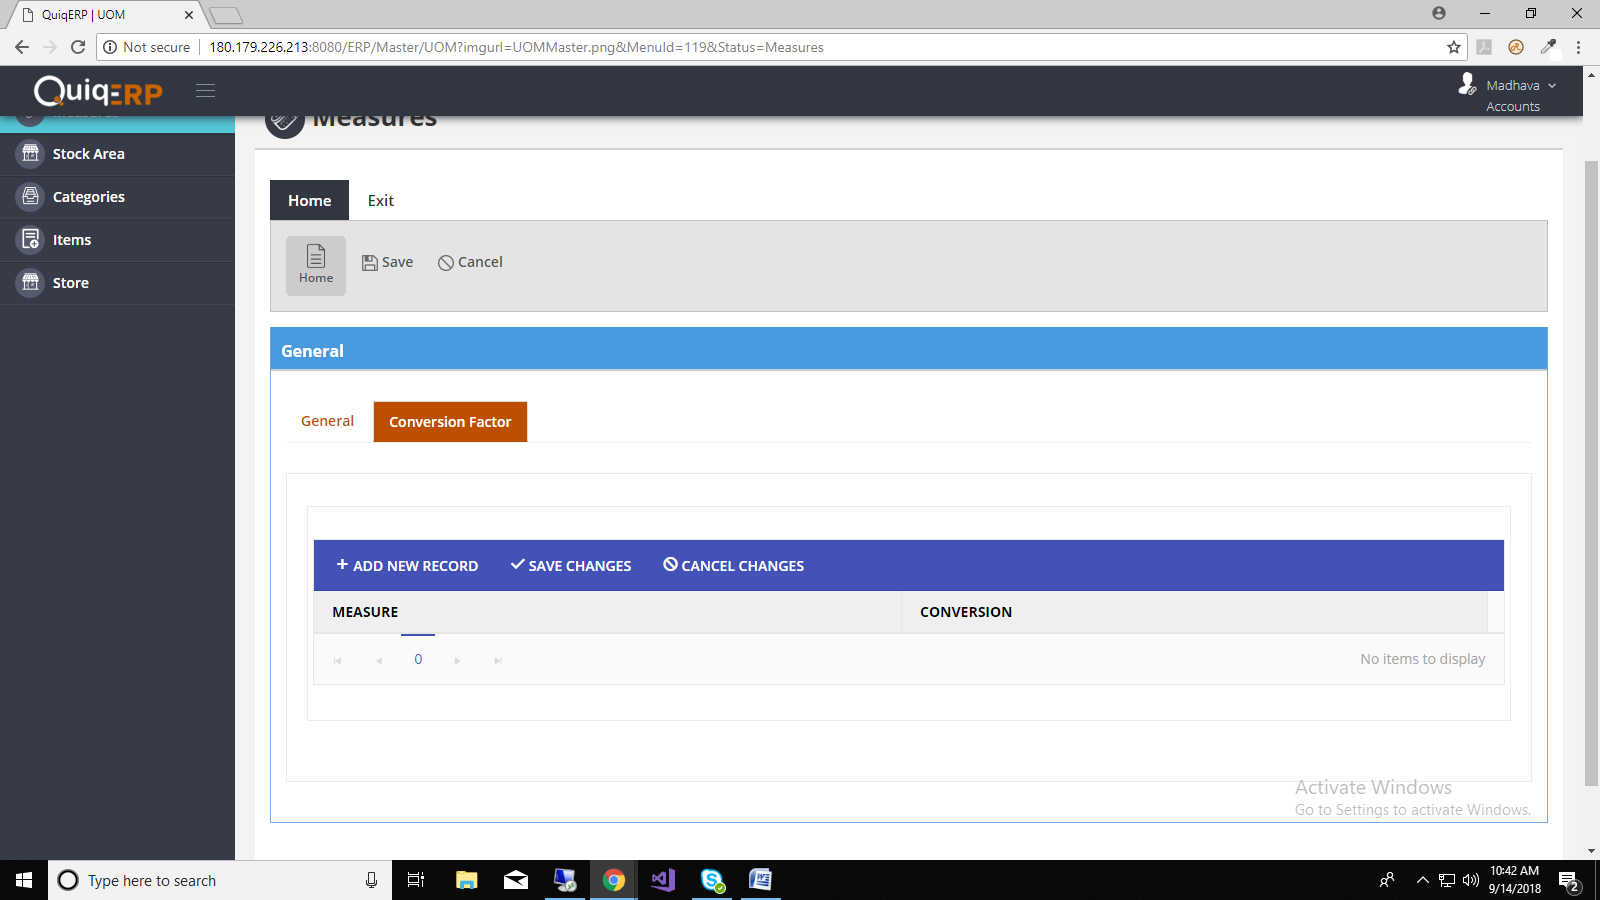 QuiqERP | UOM
Not secure
180.179.226.213:8080/ERP/Master/UOM?imgurl=UOMMaster.png&MenuId=119&Status=Measures
QuiqERP
Madhava
Accounts
Measures
Measures
Stock Area
Categories
Items
Store
Home Exit
Home
Save Cancel
General
General Conversion Factor
+ ADD NEW RECORD SAVE CHANGES CANCEL CHANGES
MEASURE CONVERSION
0 No items to display
Activate Windows
Go to Settings to activate Windows.
Type here to search
10:42 AM
9/14/2018
2